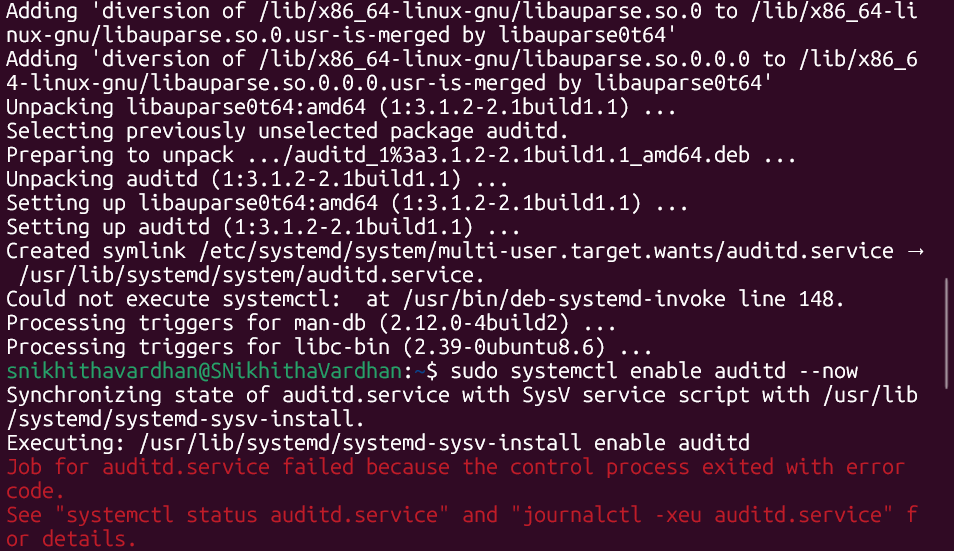 Adding 'diversion of /lib/x86_64-linux-gnu/libauparse.so.0 to /lib/x86_64-li
nux-gnu/libauparse.so.0.usr-is-merged by libauparse0t64'
Adding 'diversion of /lib/x86_64-linux-gnu/libauparse.so.0.0.0 to /lib/x86_6
4-linux-gnu/libauparse.so.0.0.0.usr-is-merged by libauparse0t64'
Unpacking libauparse0t64:amd64 (1:3.1.2-2.1build1.1) ...
Selecting previously unselected package auditd.
Preparing to unpack .../auditd_1%3a3.1.2-2.1build1.1_amd64.deb ...
Unpacking auditd (1:3.1.2-2.1build1.1) ...
Setting up libauparse0t64:amd64 (1:3.1.2-2.1build1.1) ...
Setting up auditd (1:3.1.2-2.1build1.1) ...
Created symlink /etc/systemd/system/multi-user.target.wants/auditd.service →
 /usr/lib/systemd/system/auditd.service.
Could not execute systemctl:  at /usr/bin/deb-systemd-invoke line 148.
Processing triggers for man-db (2.12.0-4build2) ...
Processing triggers for libc-bin (2.39-0ubuntu8.6) ...
snikhithavardhan@SNikhithaVardhan:~$ sudo systemctl enable auditd --now
Synchronizing state of auditd.service with SysV service script with /usr/lib
/systemd/systemd-sysv-install.
Executing: /usr/lib/systemd/systemd-sysv-install enable auditd
Job for auditd.service failed because the control process exited with error
code.
See "systemctl status auditd.service" and "journalctl -xeu auditd.service" f
or details.